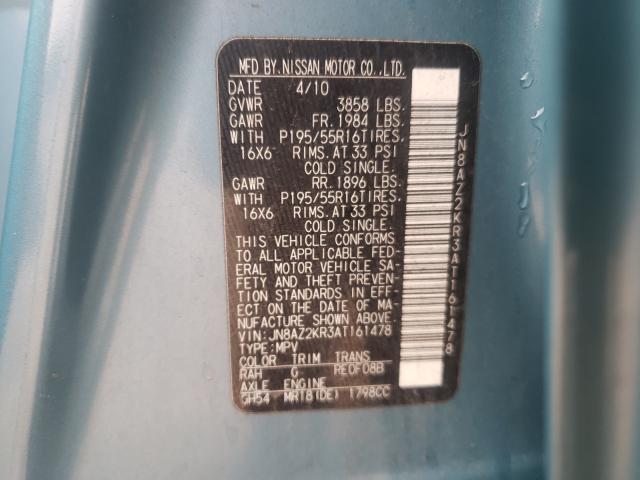 MFD BY.NISSAN MOTOR CO.,LTD.
DATE 4/10
GVWR 3858 LBS.
GAWR FR. 1984 LBS.
WITH P195/55R16TIRES,
16X6 RIMS.AT 33 PSI
COLD SINGLE.
GAWR RR. 1896 LBS.
WITH P195/55R16TIRES,
16X6 RIMS.AT 33 PSI
COLD SINGLE.
THIS VEHICLE CONFORMS
TO ALL APPLICABLE FED-
ERAL MOTOR VEHICLE SA-
FETY AND THEFT PREVEN-
TION STANDARDS IN EFF-
ECT ON THE DATE OF MA-
NUFACTURE SHOWN ABOVE.
VIN:JN8AZ2KR3AT161478
TYPE:MPV
COLOR TRIM TRANS
RAH G RE0F08B
AXLE ENGINE
GH54 MR18(DE) 1798CC
JN8AZ2KR3AT161478